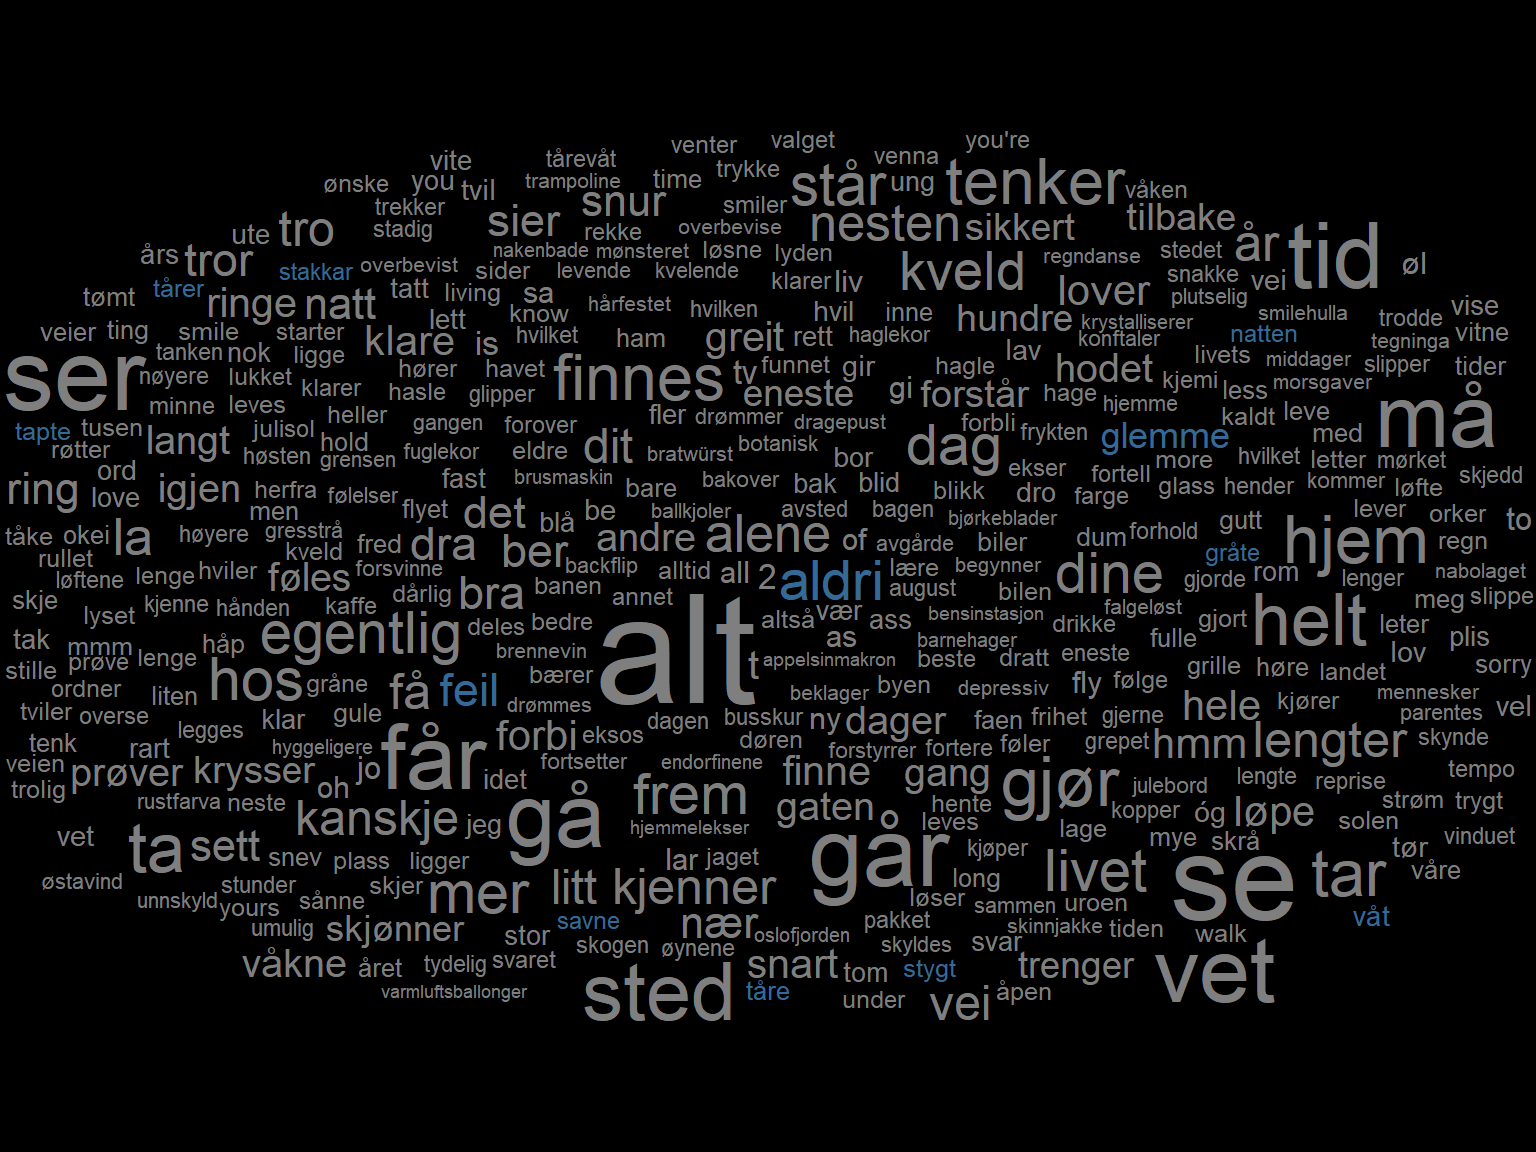 venter valget you're
vite tårevåt trykke venna
ønske you tvil trampoline time står ung tenker våken
trekker snur smiler
ute tro stadig sier rekke overbevise nesten sikkert tilbake
års tror stakkar overbevist nakenbade mønsteret løsne lyden kveld regndanse stedet år tid øl
sider levende kvelende klarer liv lover snakke vei
tømt tårer ringe natt tatt living sa hårfestet hvilken hvil inne hundre plutselig smilehulla trodde vise
veier ting smile starter lett know krystalliserer natten vitne
klare is hvilket ham greit rett haglekor konftaler tegninga
ser tanken nok ligge lav
nøyere lukket klarer hører havet finnes tv funnet gir hagle hodet livets middager slipper tider
hasle glipper eneste gi forstår hage kjemi less morsgaver
minne leves heller fler drømmer dragepust hjemme kaldt leve må
tapte tusen langt julisol gangen forover forbli frykten glemme med
røtter høsten hold grensen fuglekor eldre dit bratwürst botanisk bor dag more hvilket letter mørket
ord ekser fortell skjedd
ring love igjen herfra følelser fast brusmaskin bare bakover bak blid blikk dro farge glass hender kommer løfte
men flyet det blå be ballkjoler avsted bagen bjørkeblader lever orker to
tåke okei la høyere gresstrå gutt
rullet kveld fred dra ber andre alene of avgårde biler dum forhold hjem regn
løftene lenge hviler føles forsvinne backflip alltid all 2 aldri lære begynner dine gråte rom nabolaget
skje kjenne hånden kaffe dårlig bra banen annet august bilen gjorde lenger meg slippe
lyset alt altså vær ass bensinstasjon falgeløst helt
tak mmm håp egentlig deles bedre as barnehager drikke fulle gjort leter plis
stille prøve lenge brennevin t appelsinmakron beste dratt eneste lov
ordner liten hos gråne få feil bærer beklager byen depressiv fly følge grille høre landet sorry
tviler overse gule drømmes mennesker
legges klar forbi eksos dagen busskur ny dager faen frihet gjerne hele kjører parentes vel
tenk rart hyggeligere får døren forstyrrer fortere føler grepet hmm lengter skynde
veien prøver krysser jo idet fortsetter endorfinene finne gang tempo
trolig oh gjør julebord lengte reprise
rustfarva neste kanskje gå frem gaten hente kopper óg løpe strøm trygt
jeg hjemmelekser leves lage solen
vet ta sett snev plass ligger lar jaget går kjøper mye skrå tør vinduet
østavind stunder skjer mer litt kjenner long livet se tar våre
unnskyld yours sånne løser sammen uroen
umulig skjønner stor savne nær pakket skinnjakke tiden walk våt
våkne året tydelig svaret skogen øynene oslofjorden skyldes svar
varmluftsballonger sted snart tom stygt trenger vet
tåre under vei åpen